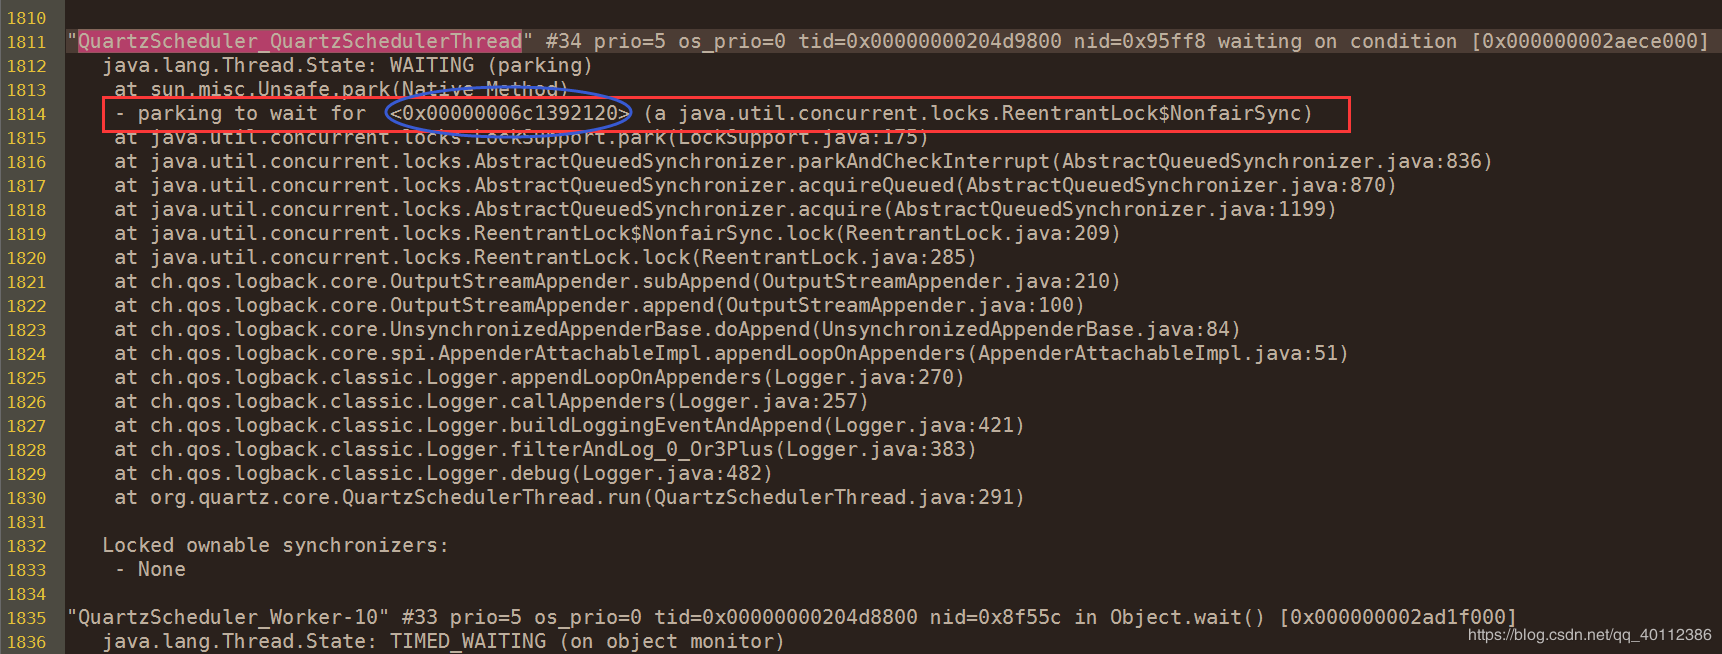 1810
1811 "QuartzScheduler_QuartzSchedulerThread" #34 prio=5 os_prio=0 tid=0x00000000204d9800 nid=0x95ff8 waiting on condition [0x000000002aece000]
1812 java.lang.Thread.State: WAITING (parking)
1813 at sun.misc.Unsafe.park(Native Method)
1814 - parking to wait for <0x00000006c1392120> (a java.util.concurrent.locks.ReentrantLock$NonfairSync)
1815 at java.util.concurrent.locks.LockSupport.park(LockSupport.java:175)
1816 at java.util.concurrent.locks.AbstractQueuedSynchronizer.parkAndCheckInterrupt(AbstractQueuedSynchronizer.java:836)
1817 at java.util.concurrent.locks.AbstractQueuedSynchronizer.acquireQueued(AbstractQueuedSynchronizer.java:870)
1818 at java.util.concurrent.locks.AbstractQueuedSynchronizer.acquire(AbstractQueuedSynchronizer.java:1199)
1819 at java.util.concurrent.locks.ReentrantLock$NonfairSync.lock(ReentrantLock.java:209)
1820 at java.util.concurrent.locks.ReentrantLock.lock(ReentrantLock.java:285)
1821 at ch.qos.logback.core.OutputStreamAppender.subAppend(OutputStreamAppender.java:210)
1822 at ch.qos.logback.core.OutputStreamAppender.append(OutputStreamAppender.java:100)
1823 at ch.qos.logback.core.UnsynchronizedAppenderBase.doAppend(UnsynchronizedAppenderBase.java:84)
1824 at ch.qos.logback.core.spi.AppenderAttachableImpl.appendLoopOnAppenders(AppenderAttachableImpl.java:51)
1825 at ch.qos.logback.classic.Logger.appendLoopOnAppenders(Logger.java:270)
1826 at ch.qos.logback.classic.Logger.callAppenders(Logger.java:257)
1827 at ch.qos.logback.classic.Logger.buildLoggingEventAndAppend(Logger.java:421)
1828 at ch.qos.logback.classic.Logger.filterAndLog_0_Or3Plus(Logger.java:383)
1829 at ch.qos.logback.classic.Logger.debug(Logger.java:482)
1830 at org.quartz.core.QuartzSchedulerThread.run(QuartzSchedulerThread.java:291)
1831
1832 Locked ownable synchronizers:
1833 - None
1834
1835 "QuartzScheduler_Worker-10" #33 prio=5 os_prio=0 tid=0x00000000204d8800 nid=0x8f55c in Object.wait() [0x000000002ad1f000]
1836 java.lang.Thread.State: TIMED_WAITING (on object monitor)
https://blog.csdn.net/qq_40112386